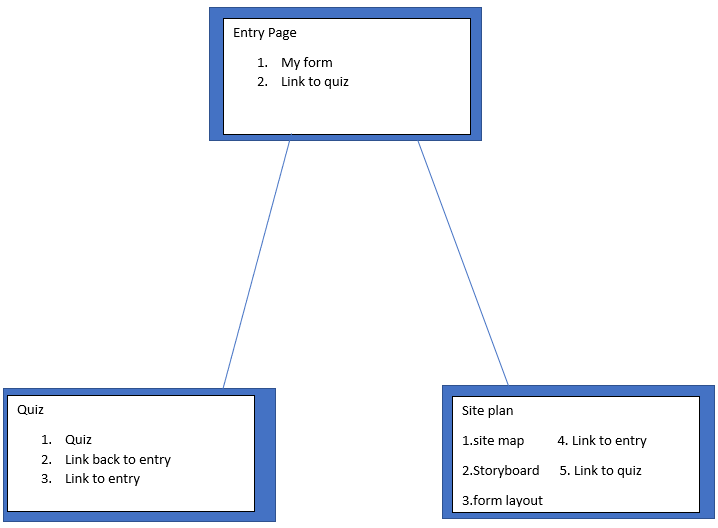 Entry Page
1. My form
2. Link to quiz
Quiz
1. Quiz
2. Link back to entry
3. Link to entry
Site plan
1.site map 4. Link to entry
2.Storyboard 5. Link to quiz
3.form layout